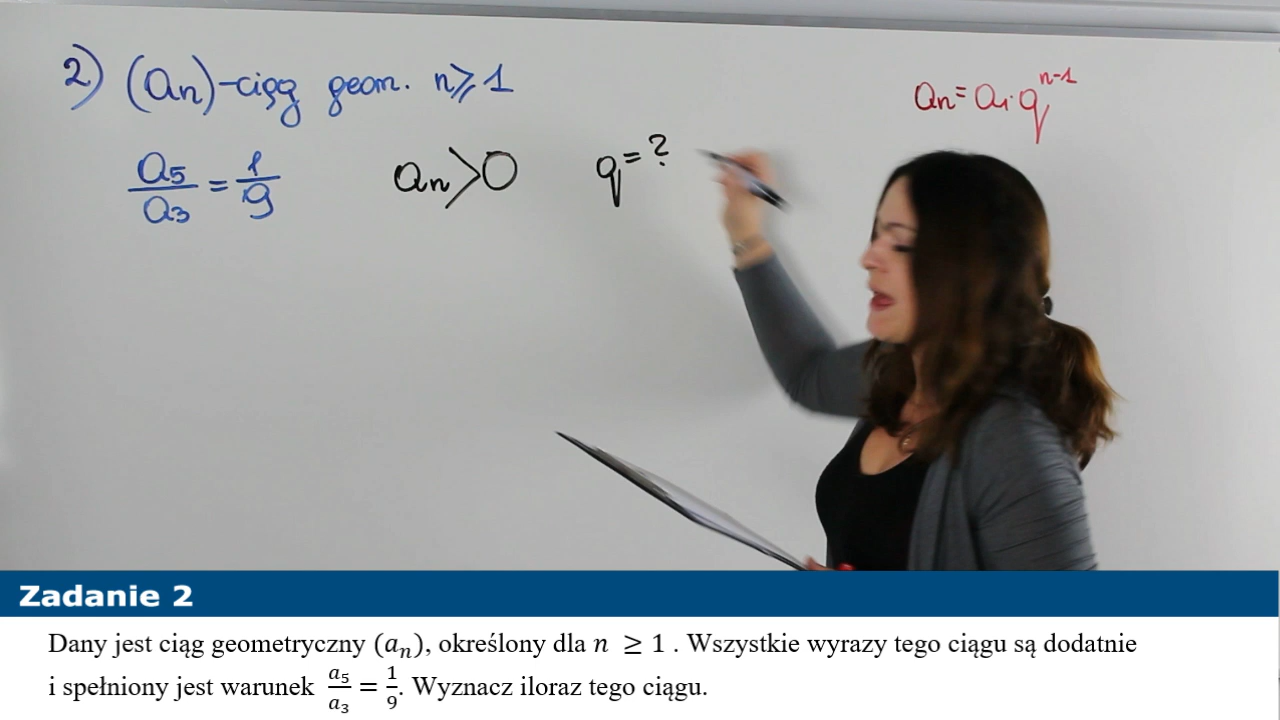 2) (an)-ciąg geom. n⩾1
an = a₁·q^(n-1)
a₅/a₃ = 1/9 an>0 q=?
Zadanie 2
Dany jest ciąg geometryczny (aₙ), określony dla n ≥ 1 . Wszystkie wyrazy tego ciągu są dodatnie
i spełniony jest warunek a₅/a₃ = 1/9. Wyznacz iloraz tego ciągu.